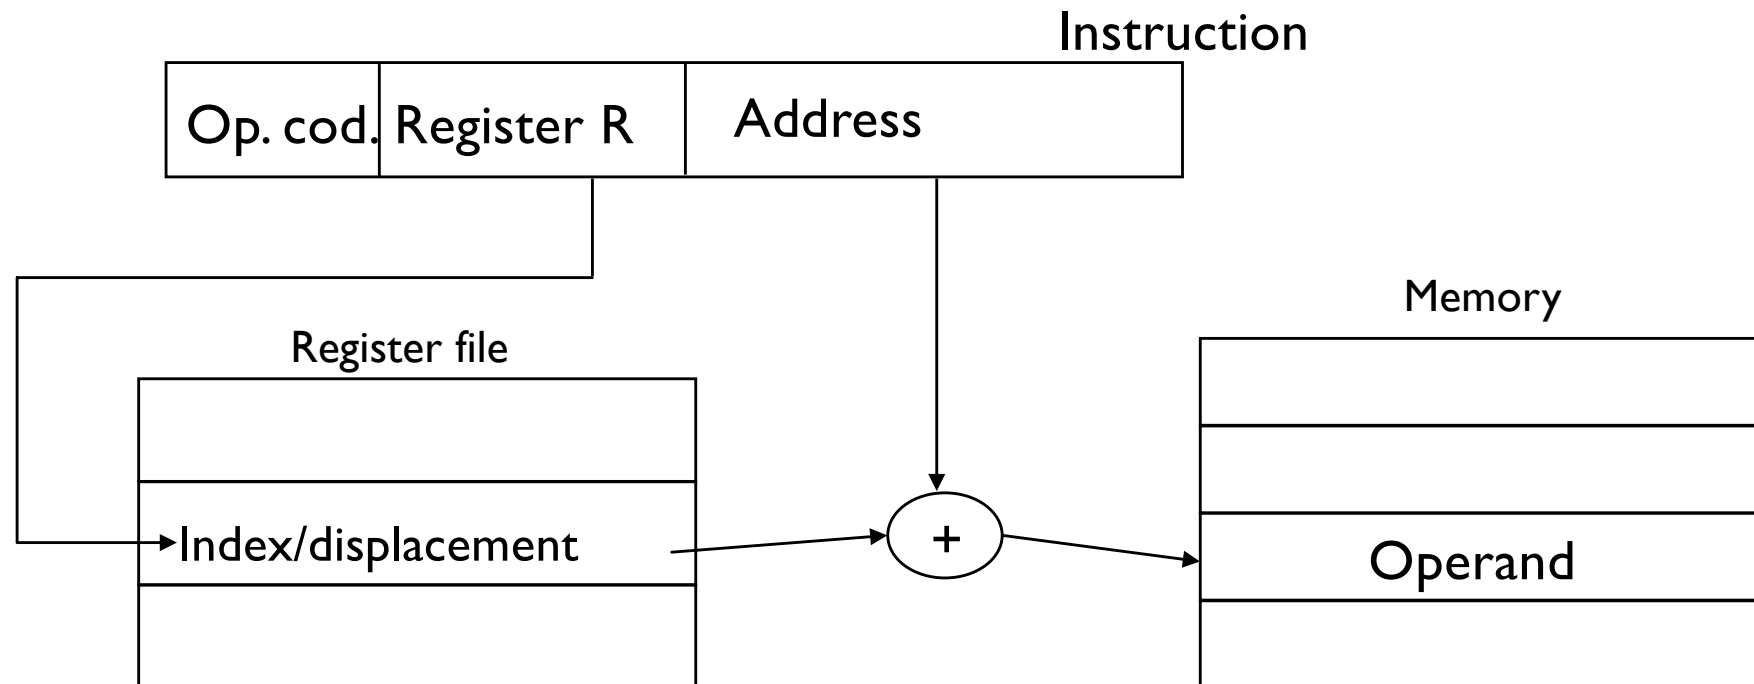 Instruction
Op. cod. Register R Address
Memory
Register file
Index/displacement + Operand